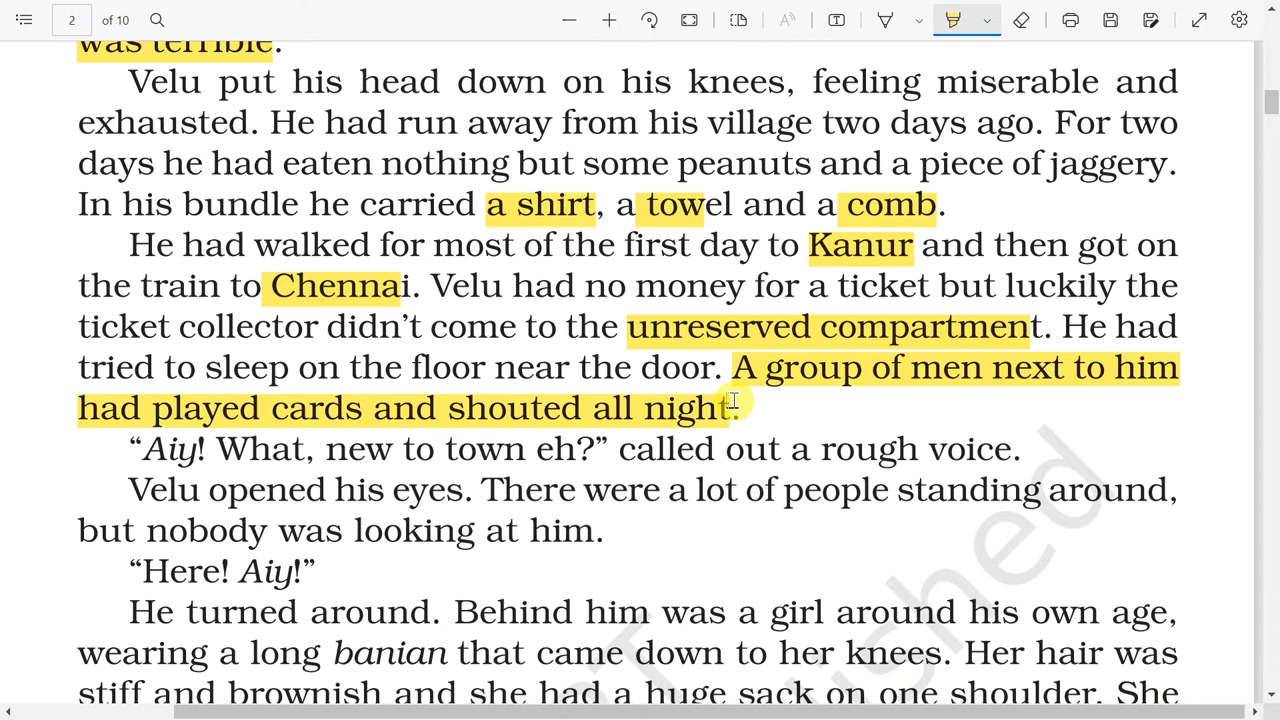 2 of 10
was terrible.
Velu put his head down on his knees, feeling miserable and
exhausted. He had run away from his village two days ago. For two
days he had eaten nothing but some peanuts and a piece of jaggery.
In his bundle he carried a shirt, a towel and a comb.
He had walked for most of the first day to Kanur and then got on
the train to Chennai. Velu had no money for a ticket but luckily the
ticket collector didn’t come to the unreserved compartment. He had
tried to sleep on the floor near the door. A group of men next to him
had played cards and shouted all night.
“Aiy! What, new to town eh?” called out a rough voice.
Velu opened his eyes. There were a lot of people standing around,
but nobody was looking at him.
“Here! Aiy!”
He turned around. Behind him was a girl around his own age,
wearing a long banian that came down to her knees. Her hair was
stiff and brownish and she had a huge sack on one shoulder. She